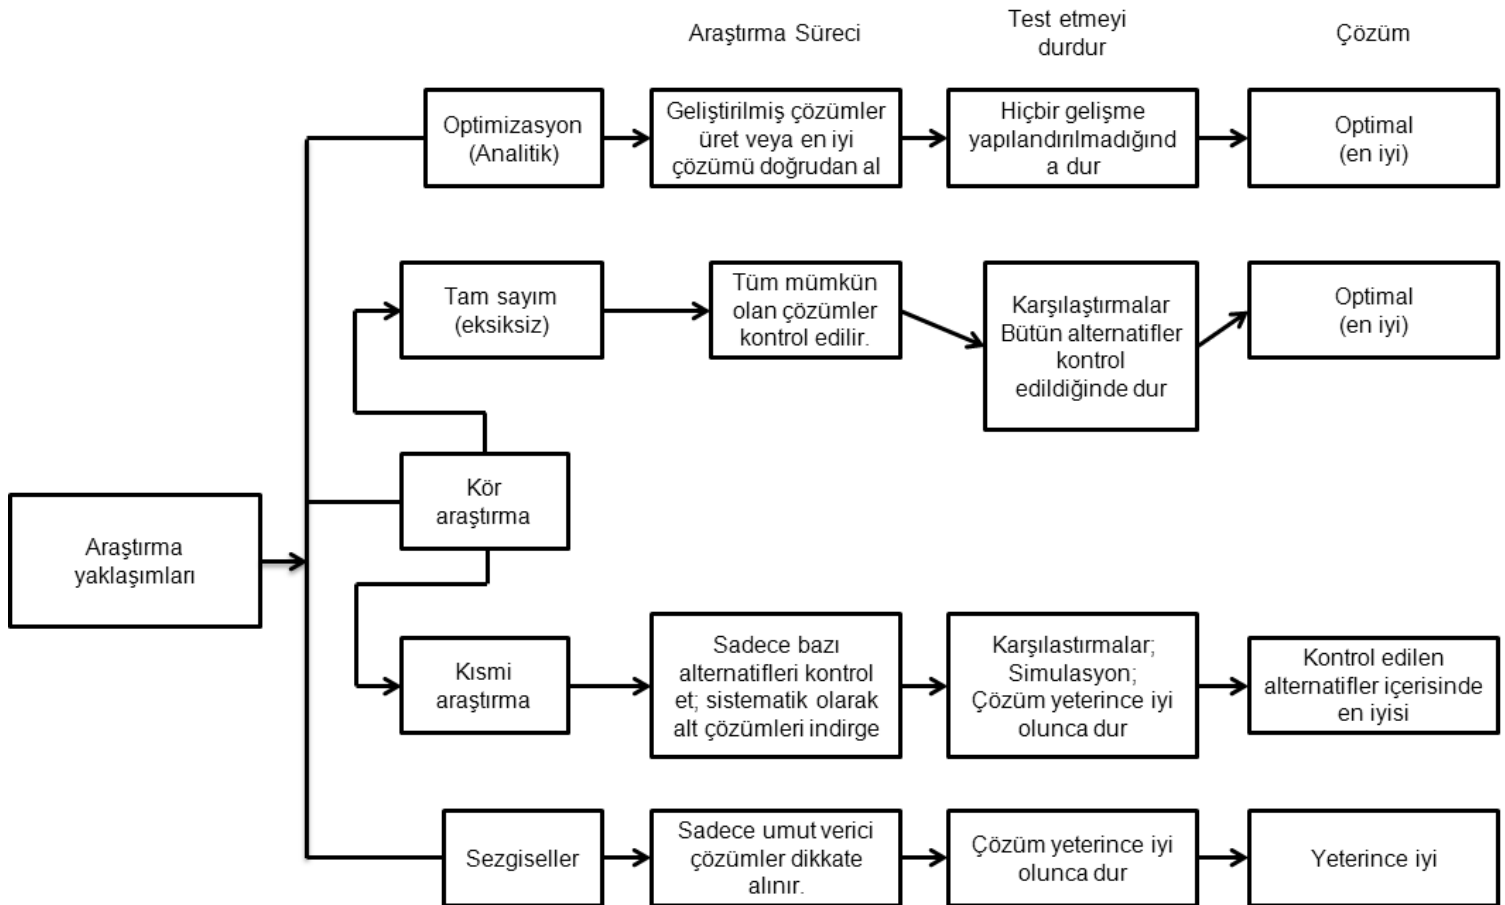 Araştırma Süreci
Test etmeyi
durdur
Çözüm
Optimizasyon
(Analitik)
Geliştirilmiş çözümler
üret veya en iyi
çözümü doğrudan al
Hiçbir gelişme
yapılandırılmadığınd
a dur
Optimal
(en iyi)
Tam sayım
(eksiksiz)
Tüm mümkün
olan çözümler
kontrol edilir.
Karşılaştırmalar
Bütün alternatifler
kontrol
edildiğinde dur
Optimal
(en iyi)
Kör
araştırma
Araştırma
yaklaşımları
Kısmi
araştırma
Sadece bazı
alternatifleri kontrol
et; sistematik olarak
alt çözümleri indirge
Karşılastırmalar;
Simulasyon;
Çözüm yeterince iyi
olunca dur
Kontrol edilen
alternatifler içerisinde
en iyisi
Sezgiseller
Sadece umut verici
çözümler dikkate
alınır.
Çözüm yeterince iyi
olunca dur
Yeterince iyi